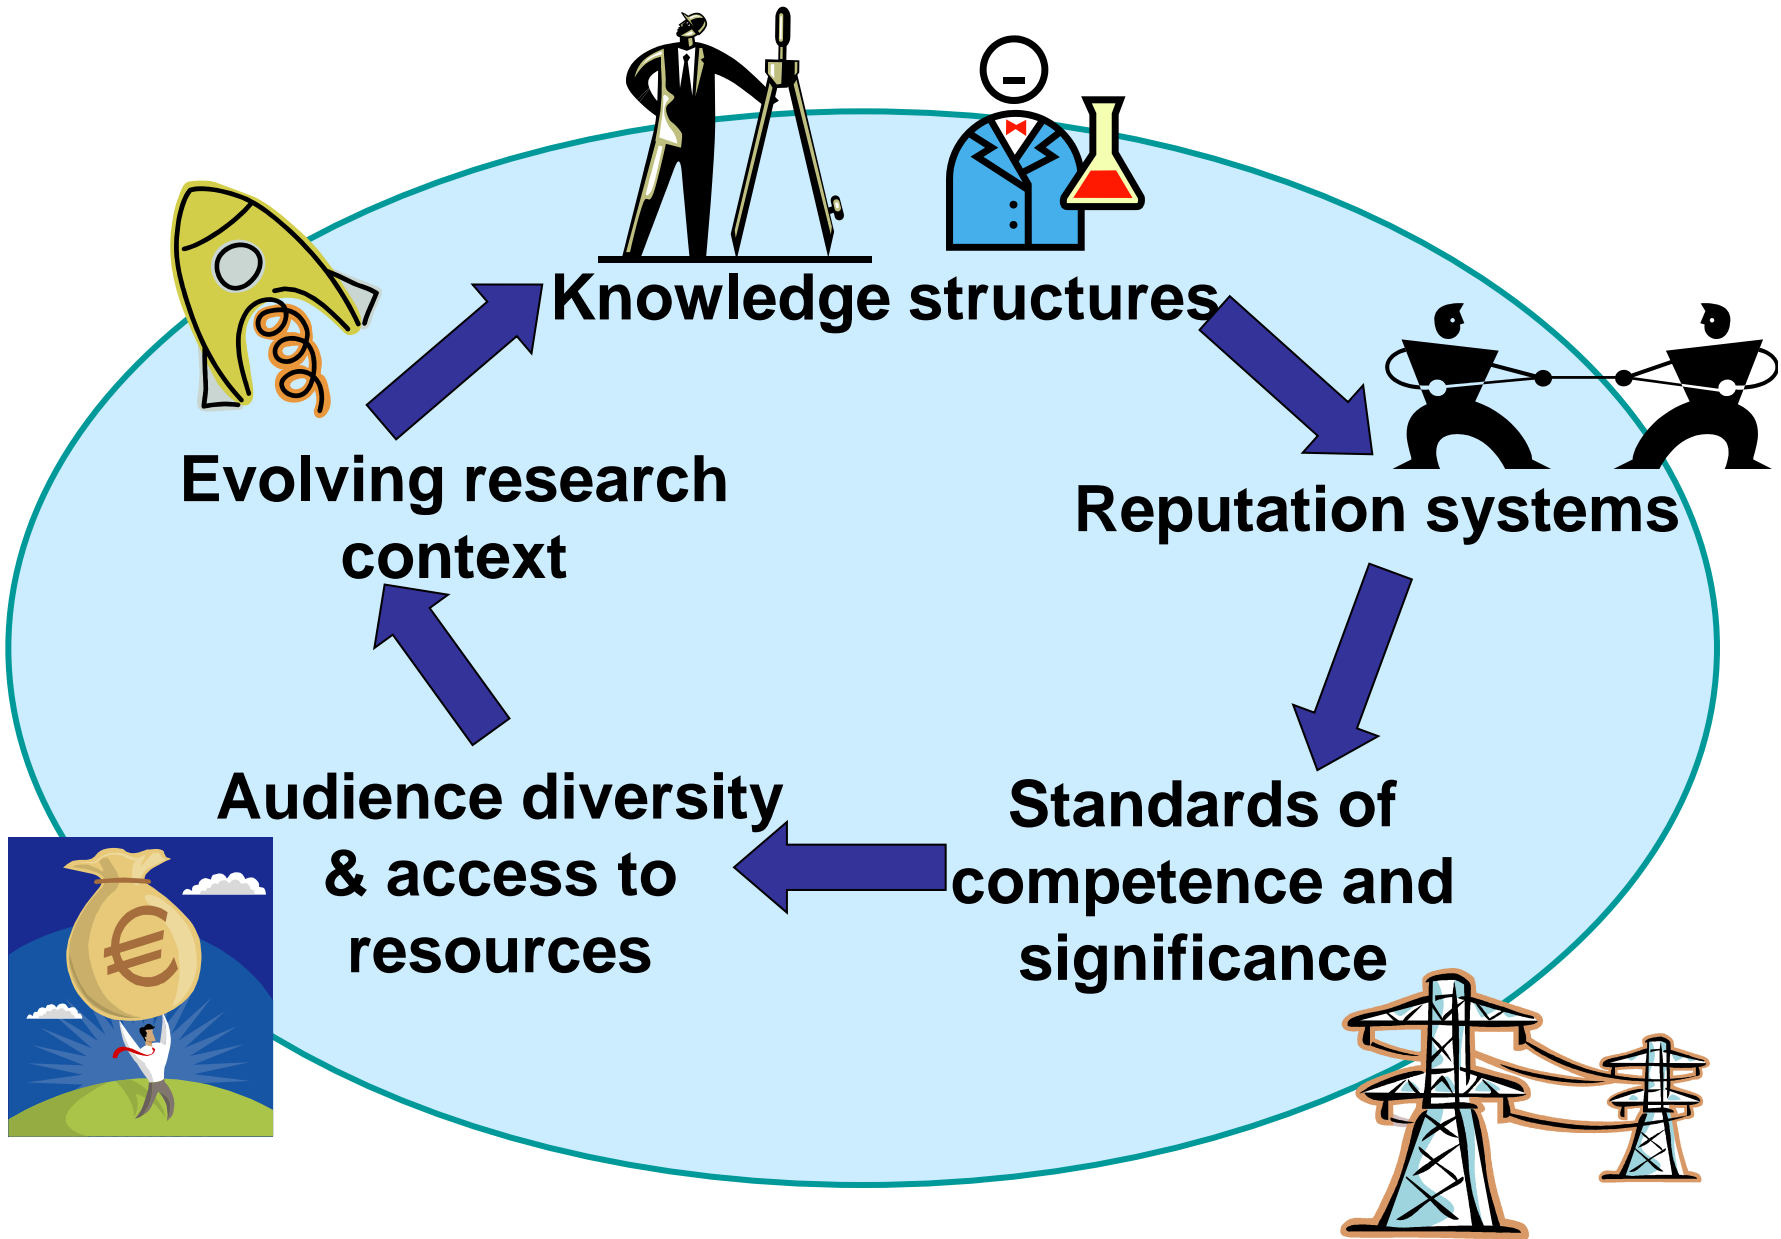 Knowledge structures
Reputation systems
Standards of
competence and
significance
Audience diversity
& access to
resources
Evolving research
context
€